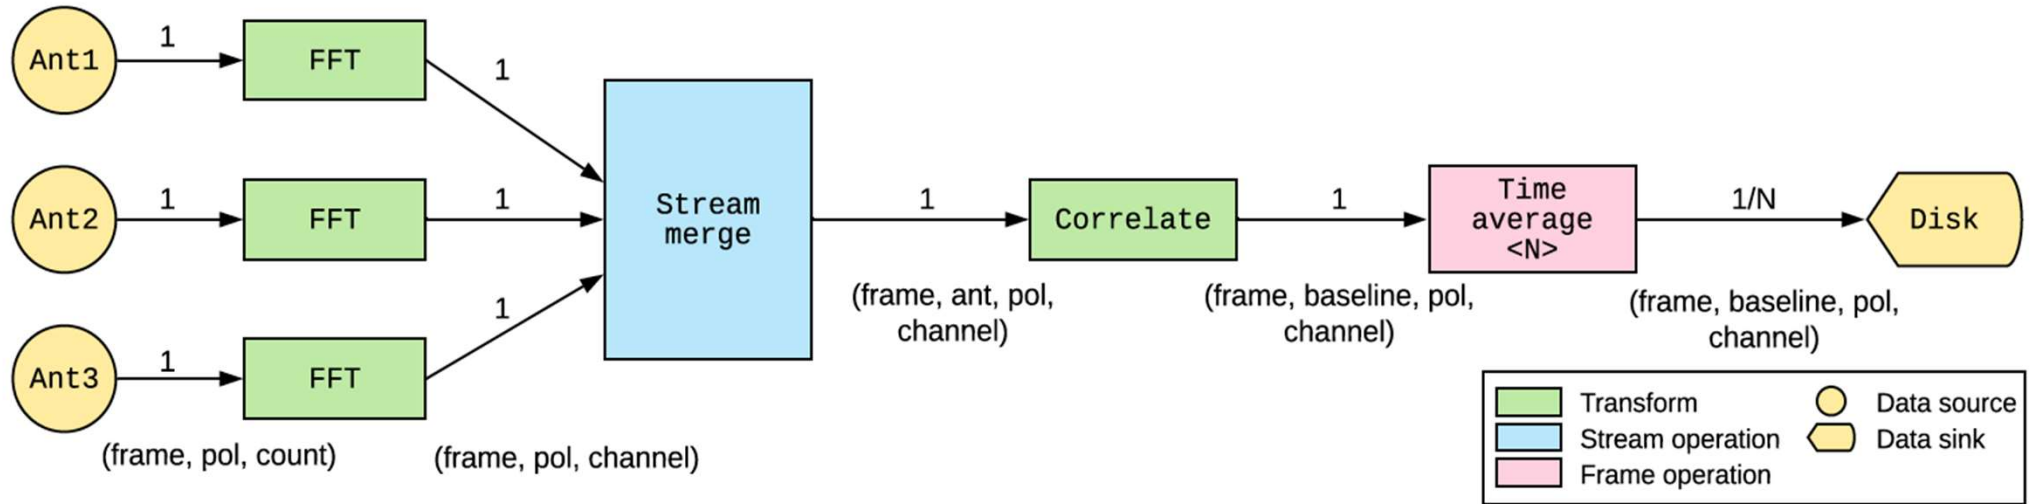 Ant1
1
FFT
1
Ant2
1
FFT
1
Ant3
1
FFT
1
(frame, pol, count)
(frame, pol, channel)
Stream
merge
1
(frame, ant, pol,
channel)
Correlate
1
(frame, baseline, pol,
channel)
Time
average
<N>
1/N
(frame, baseline, pol,
channel)
Disk
Transform
Stream operation
Frame operation
Data source
Data sink